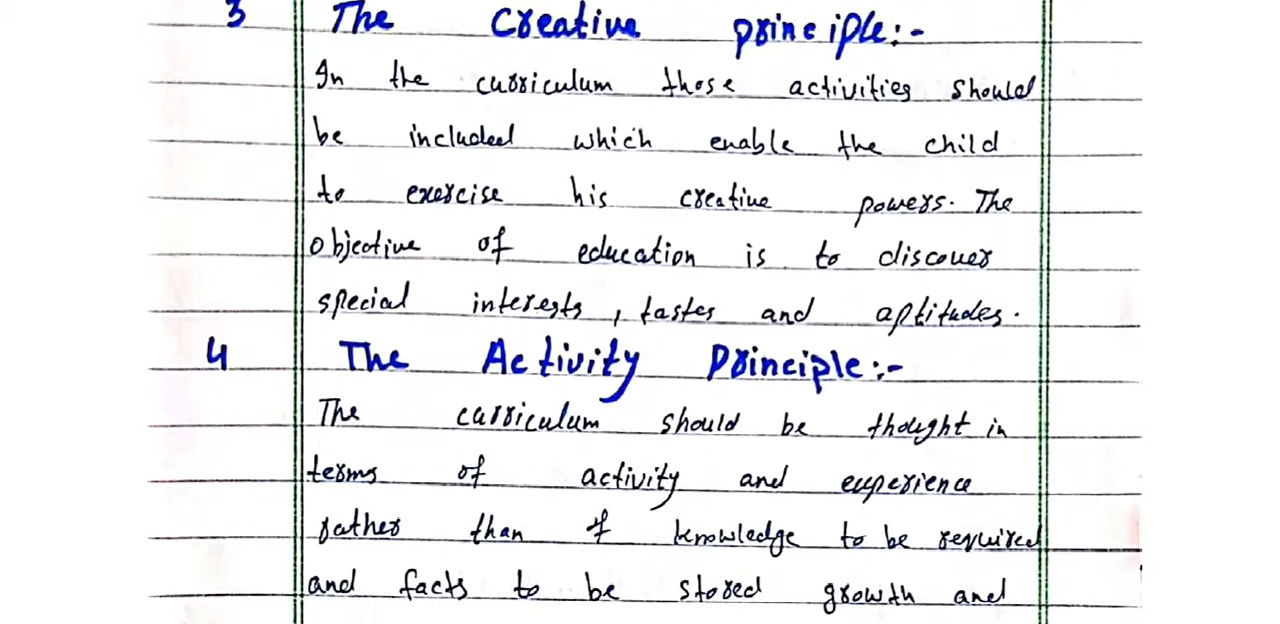 3 The Creative principle:-
In the curriculum those activities should
be included which enable the child
to exercise his creative powers. The
objective of education is to discover
special interests, tastes and aptitudes.
4 The Activity Principle:-
The curriculum should be thought in
terms of activity and experience
rather than of knowledge to be required
and facts to be stored growth and